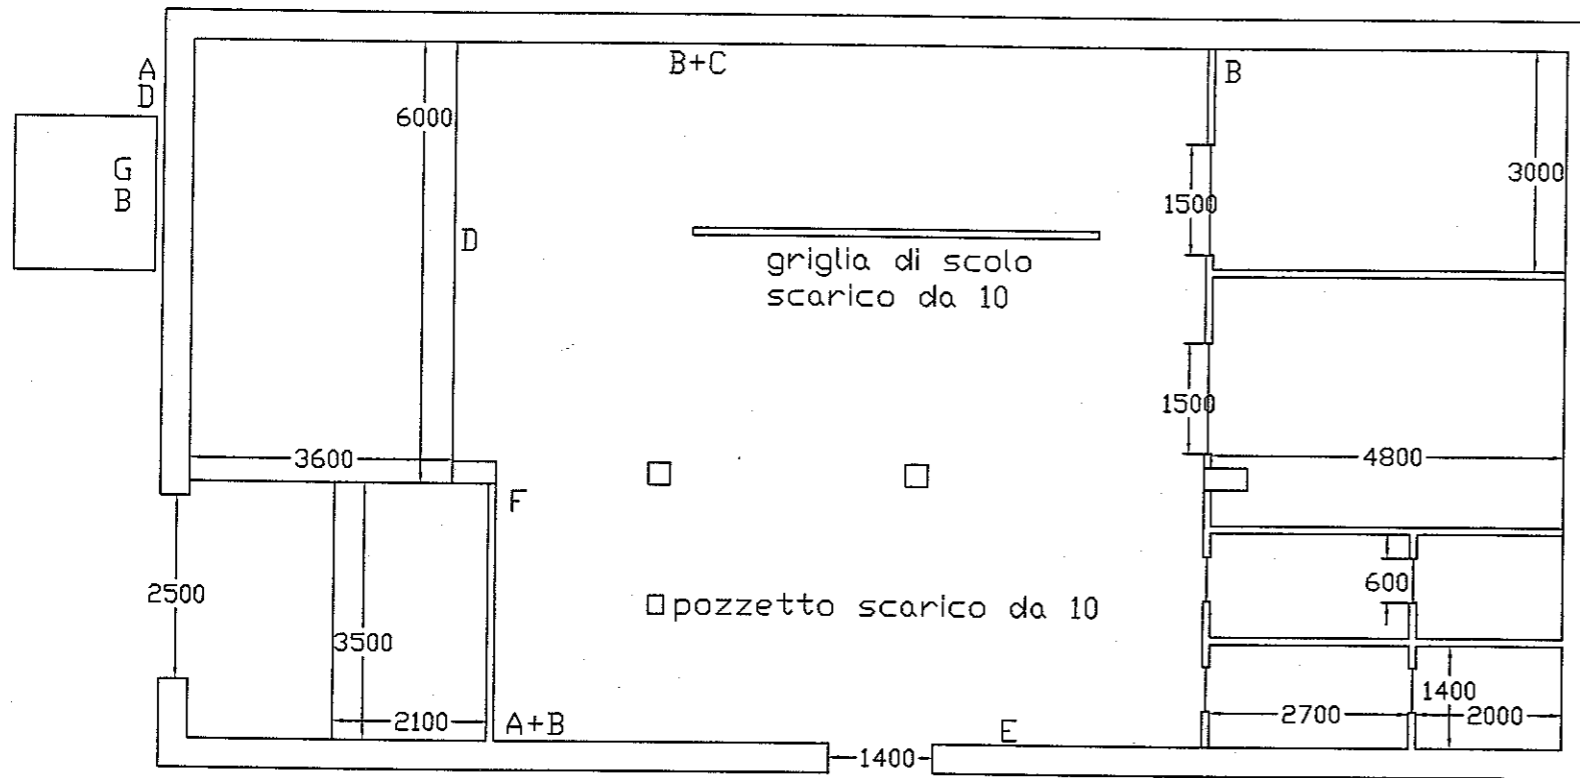 A
D
B+C
B
6000
G
B
3000
1500
D
griglia di scolo
scarico da 10
1500
3600
4800
F
2500
600
pozzetto scarico da 10
3500
1400
2100
A+B
E
2700
2000
1400